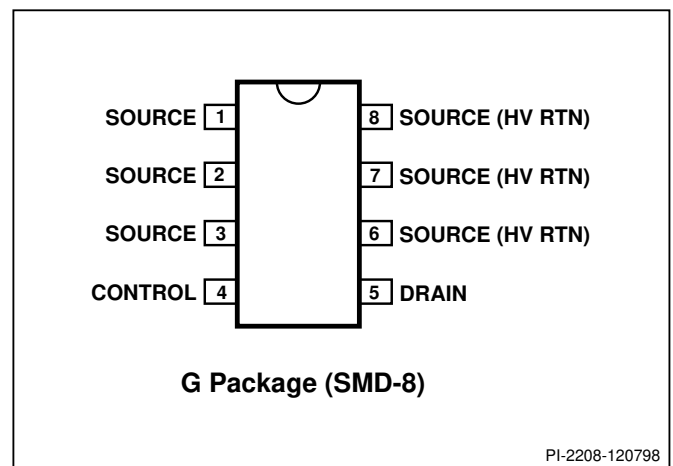 SOURCE 1 8 SOURCE (HV RTN)
SOURCE 2 7 SOURCE (HV RTN)
SOURCE 3 6 SOURCE (HV RTN)
CONTROL 4 5 DRAIN
G Package (SMD-8)
PI-2208-120798